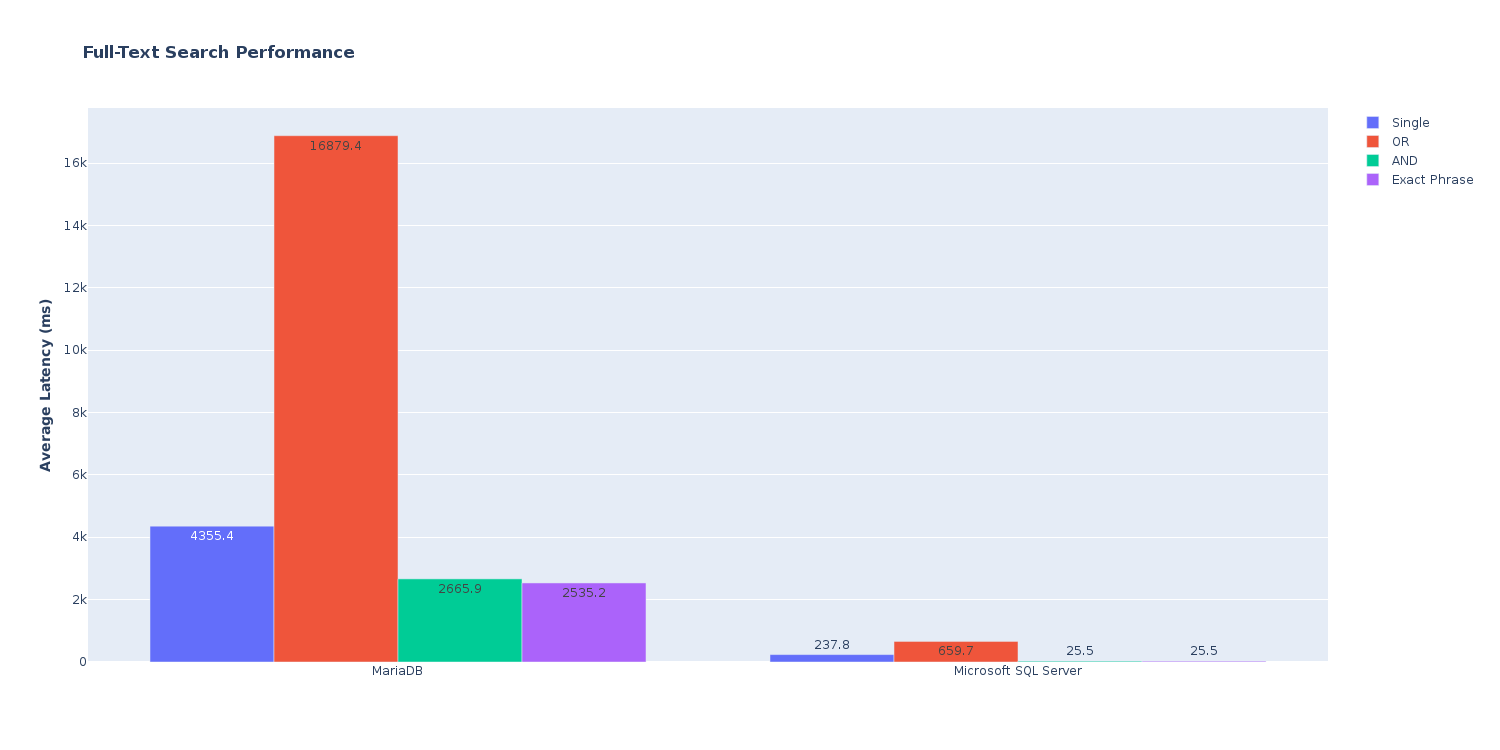 Full-Text Search Performance
Single
OR
AND
Exact Phrase
Average Latency (ms)
16k
14k
12k
10k
8k
6k
4k
2k
0
4355.4
16879.4
2665.9
2535.2
237.8
659.7
25.5
25.5
MariaDB
Microsoft SQL Server